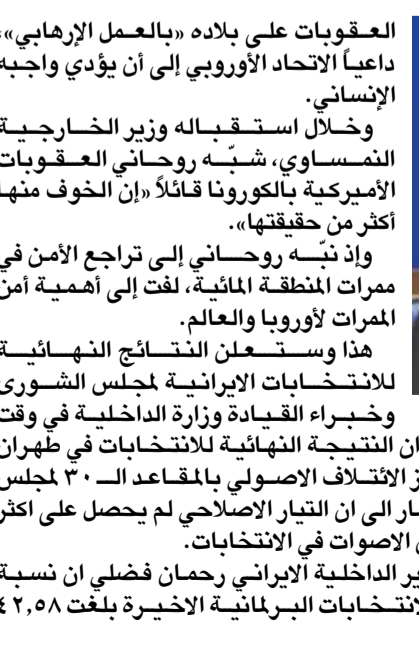 العقوبات على بلاده «بالعمل الإرهابي»،
داعياً الاتحاد الأوروبي إلى أن يؤدي واجبه
الإنساني.
وخلال استقباله وزير الخارجية
النمساوي، شبّه روحاني العقوبات
الأميركية بالكورونا قائلاً «إن الخوف منها
أكثر من حقيقتها».
وإذ نبّه روحاني إلى تراجع الأمن في
ممرات المنطقة المائية، لفت إلى أهمية أمن
الممرات لأوروبا والعالم.
هذا وستعلن النتائج النهائية
للانتخابات الايرانية لمجلس الشورى
وخبراء القيادة وزارة الداخلية في وقت
ان النتيجة النهائية للانتخابات في طهران
الائتلاف الاصولي بالمقاعد الـ ٣٠ لمجلس
الى ان التيار الاصلاحي لم يحصل على اكثر
الاصوات في الانتخابات.
الداخلية الايراني رحمان فضلي ان نسبة
البرلمانية الاخيرة بلغت ٤٢,٥٨